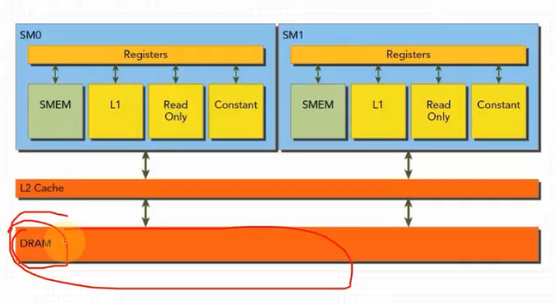 SM0
SM1
Registers
Registers
SMEM
L1
Read Only
Constant
SMEM
L1
Read Only
Constant
L2 Cache
DRAM